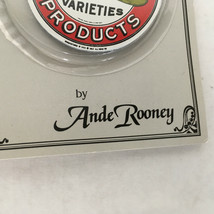 VARIETIES
PRODUCTS
by
Ande Rooney